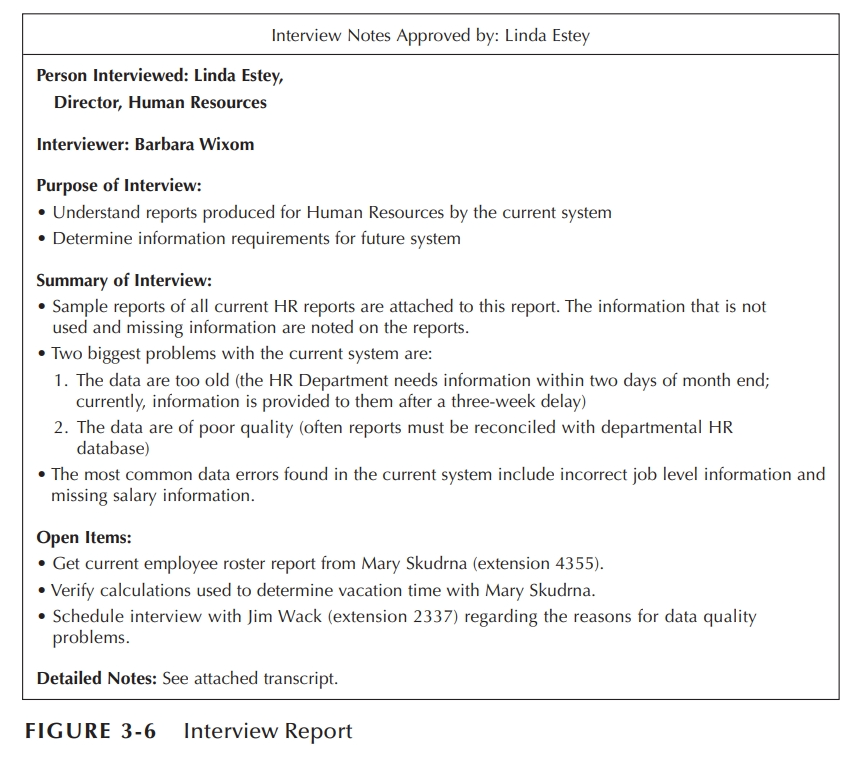 Interview Notes Approved by: Linda Estey
Person Interviewed: Linda Estey,
Director, Human Resources
Interviewer: Barbara Wixom
Purpose of Interview:
• Understand reports produced for Human Resources by the current system
• Determine information requirements for future system
Summary of Interview:
• Sample reports of all current HR reports are attached to this report. The information that is not
used and missing information are noted on the reports.
• Two biggest problems with the current system are:
1. The data are too old (the HR Department needs information within two days of month end;
currently, information is provided to them after a three-week delay)
2. The data are of poor quality (often reports must be reconciled with departmental HR
database)
• The most common data errors found in the current system include incorrect job level information and
missing salary information.
Open Items:
• Get current employee roster report from Mary Skudrna (extension 4355).
• Verify calculations used to determine vacation time with Mary Skudrna.
• Schedule interview with Jim Wack (extension 2337) regarding the reasons for data quality
problems.
Detailed Notes: See attached transcript.
FIGURE 3-6 Interview Report